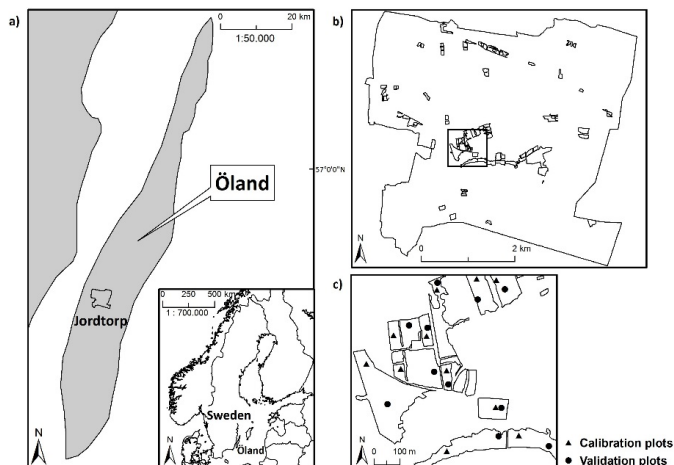 a)
0 20 km
1:50.000
Öland
57°0'0"N
Jordtorp
N
0 500 km
1 : 700.000
Sweden
Öland
N
b)
N
0 2 km
c)
N
0 100 m
Calibration plots
Validation plots